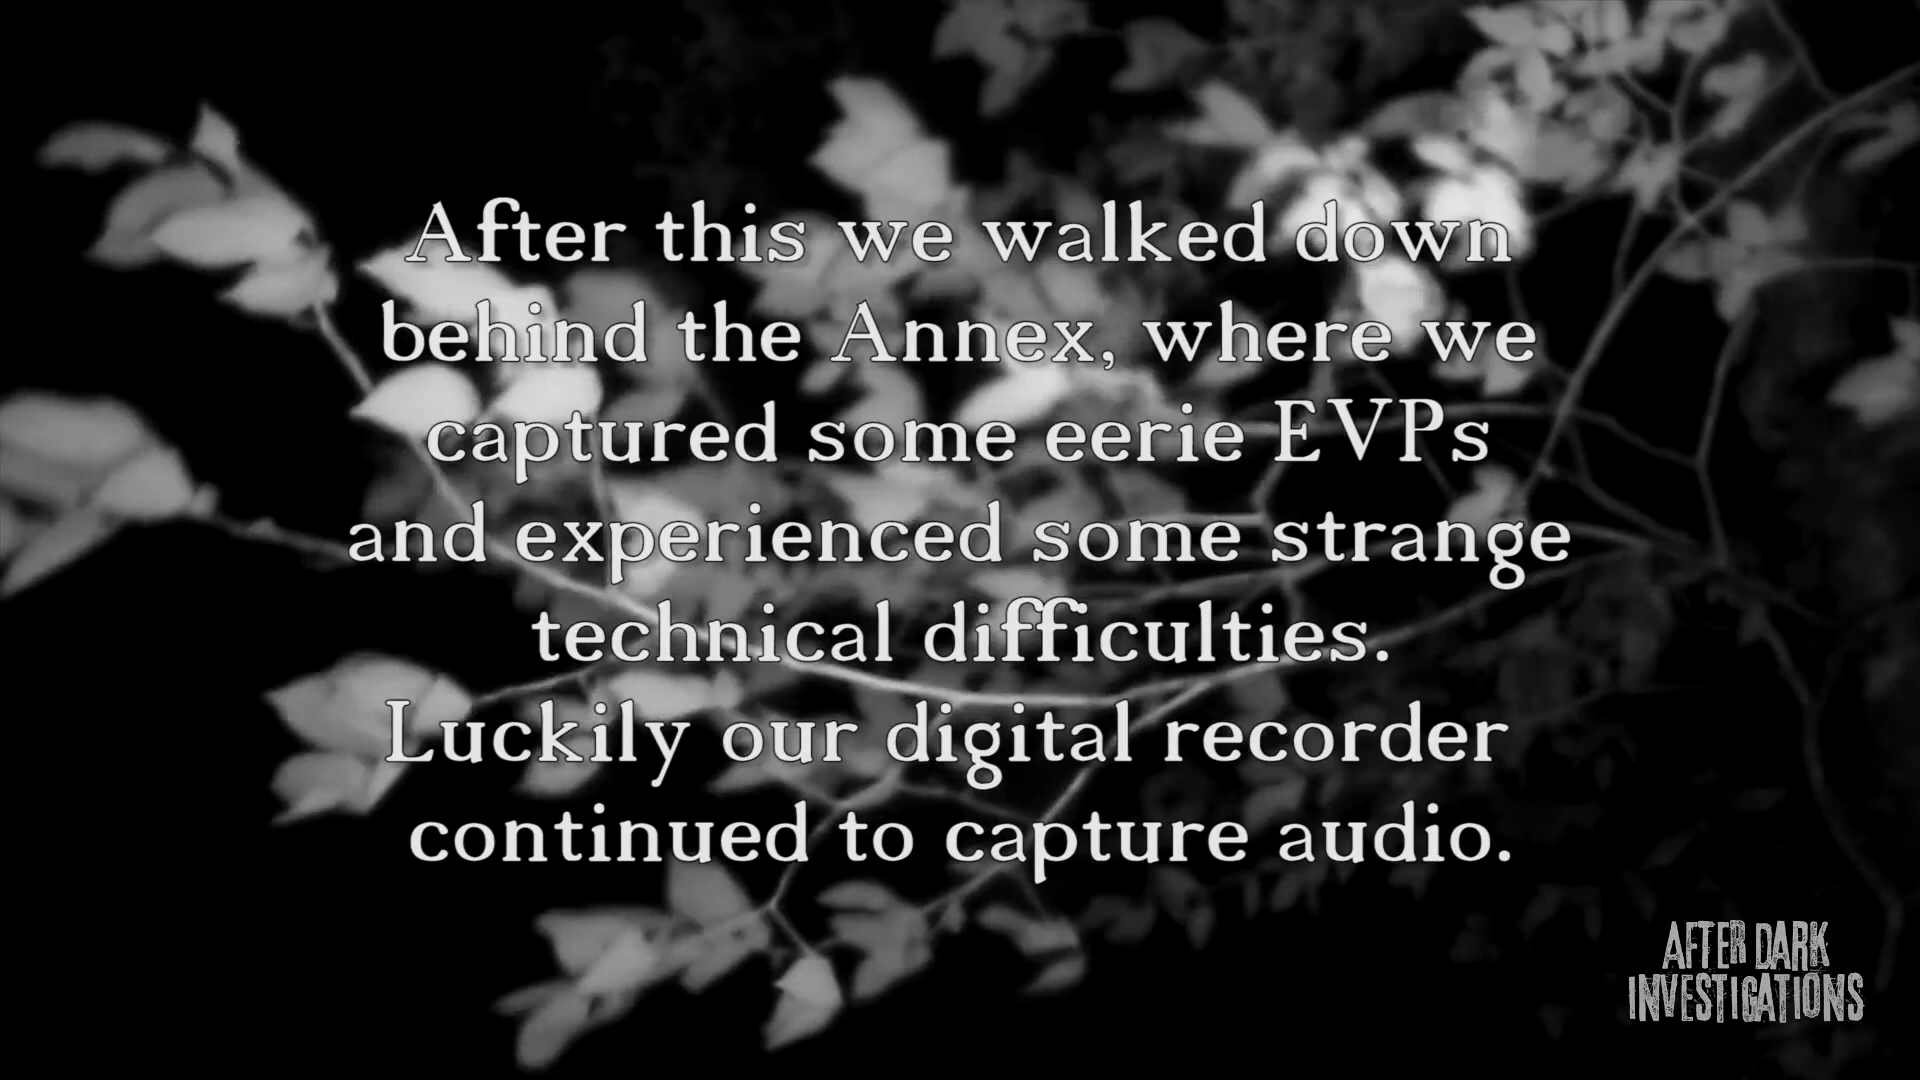 After this we walked down
behind the Annex, where we
captured some eerie EVPs
and experienced some strange
technical difficulties.
Luckily our digital recorder
continued to capture audio.
AFTER DARK
INVESTIGATIONS